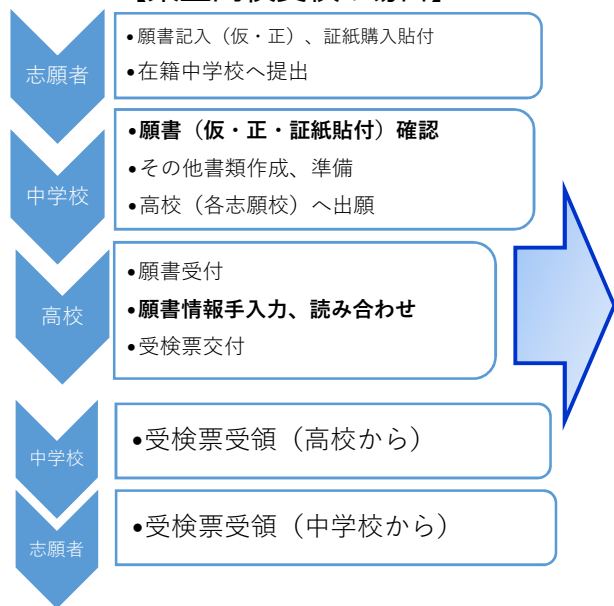 志願者
•願書記入（仮・正）、証紙購入貼付
•在籍中学校へ提出
中学校
•願書（仮・正・証紙貼付）確認
•その他書類作成、準備
•高校（各志願校）へ出願
高校
•願書受付
•願書情報手入力、読み合わせ
•受検票交付
中学校
•受検票受領（高校から）
志願者
•受検票受領（中学校から）